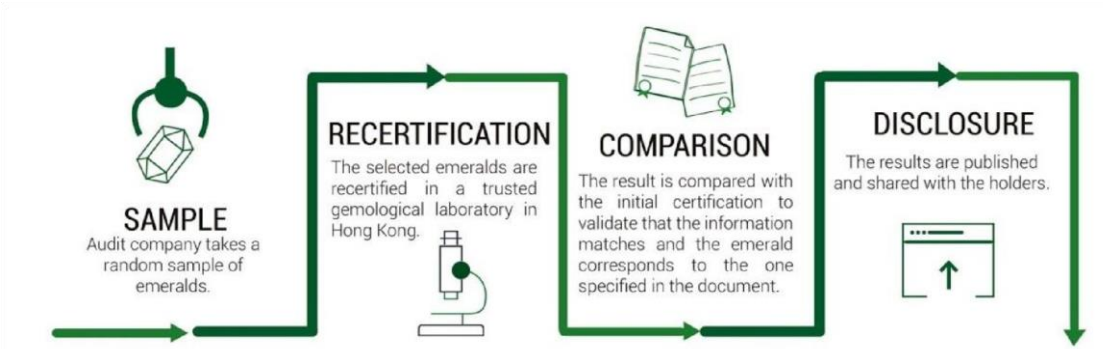 SAMPLE
Audit company takes a
random sample of
emeralds.
RECERTIFICATION
The selected emeralds are
recertified in a trusted
gemological laboratory in
Hong Kong.
COMPARISON
The result is compared with
the initial certification to
validate that the information
matches and the emerald
corresponds to the one
specified in the document.
DISCLOSURE
The results are published
and shared with the holders.